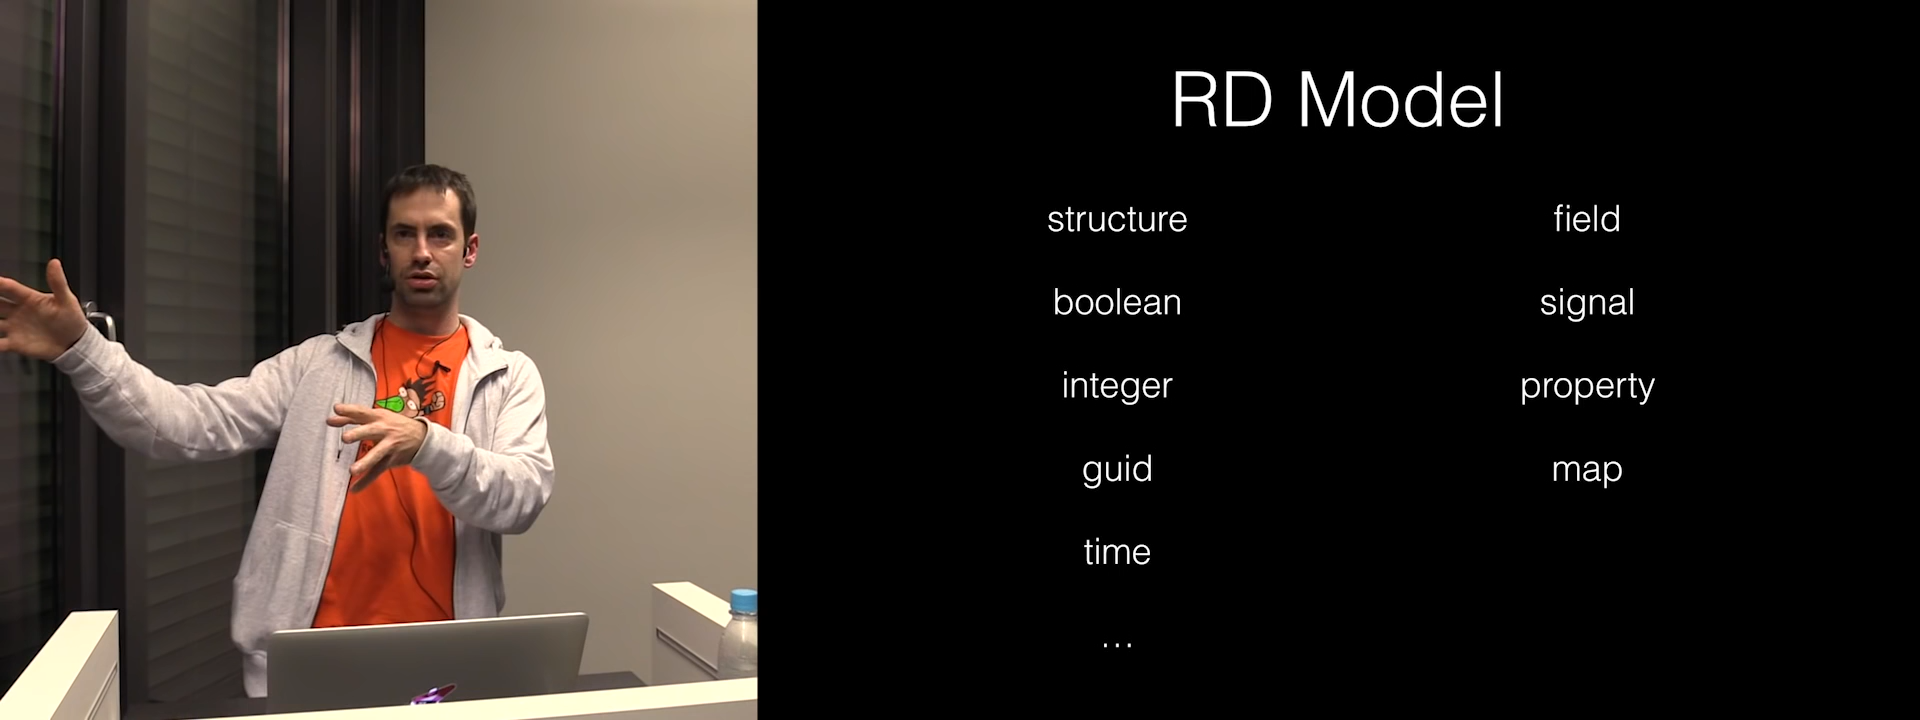 RD Model
structure
field
boolean
signal
integer
property
guid
map
time
...